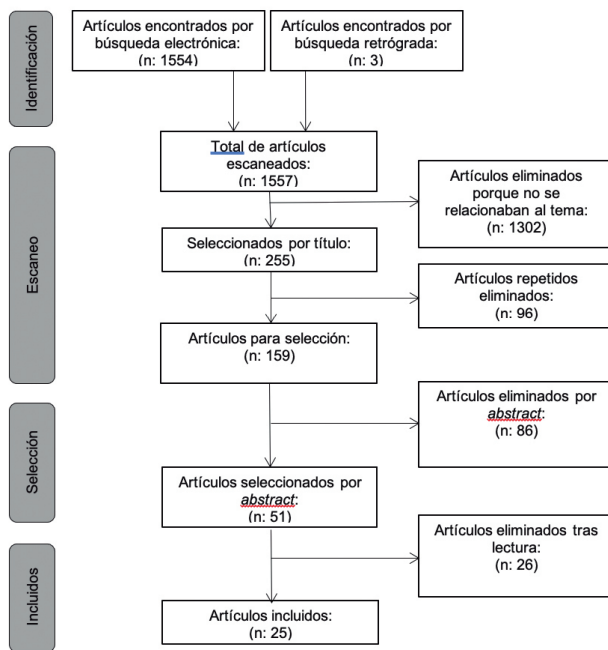 Identificación
Artículos encontrados por
búsqueda electrónica:
(n: 1554)
Artículos encontrados por
búsqueda retrógrada:
(n: 3)
Escaneo
Total de artículos
escaneados:
(n: 1557)
Artículos eliminados
porque no se
relacionaban al tema:
(n: 1302)
Seleccionados por título:
(n: 255)
Artículos repetidos
eliminados:
(n: 96)
Artículos para selección:
(n: 159)
Selección
Artículos eliminados por
abstract:
(n: 86)
Artículos seleccionados por
abstract:
(n: 51)
Incluidos
Artículos eliminados tras
lectura:
(n: 26)
Artículos incluidos:
(n: 25)